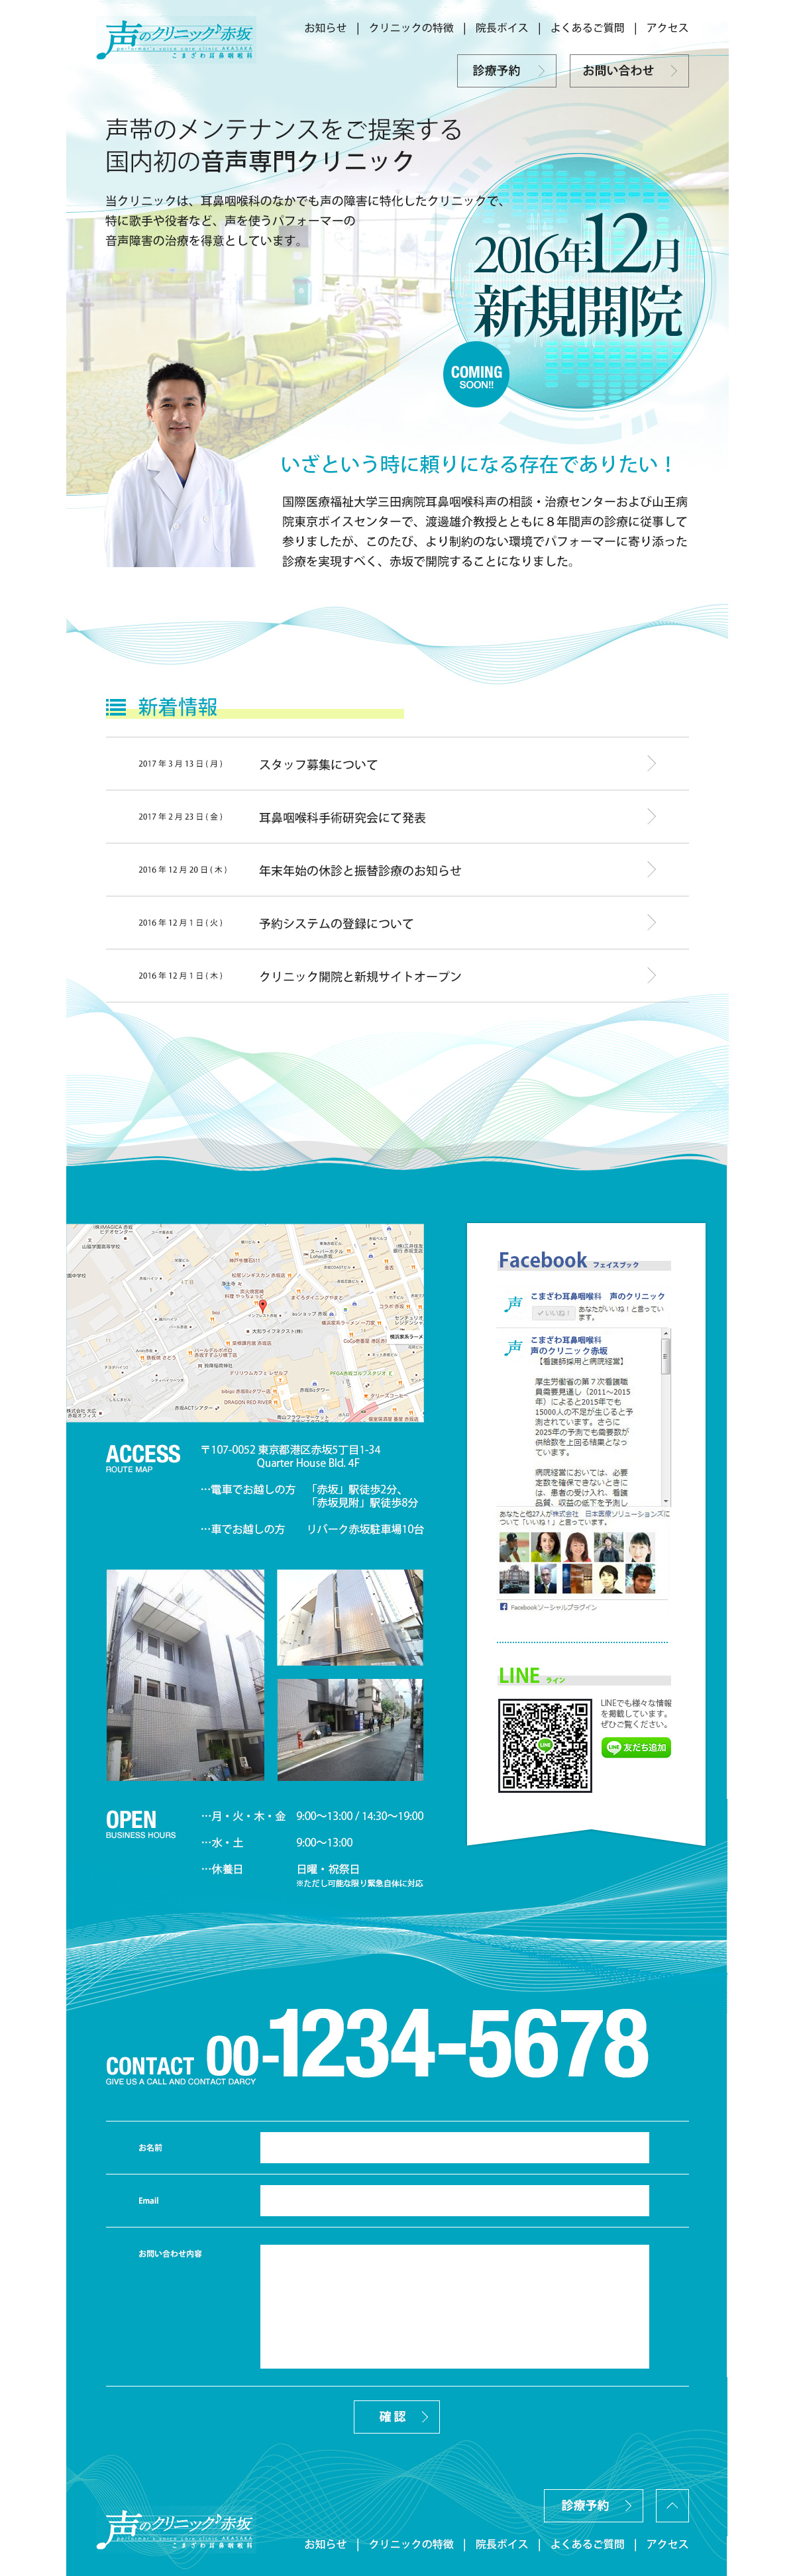 声のクリニック赤坂
performer's voice care clinic AKASAKA
こまざわ耳鼻咽喉科
お知らせ | クリニックの特徴 | 院長ボイス | よくあるご質問 | アクセス
診療予約
お問い合わせ
声帯のメンテナンスをご提案する
国内初の音声専門クリニック
当クリニックは、耳鼻咽喉科のなかでも声の障害に特化したクリニックで、
特に歌手や役者など、声を使うパフォーマーの
音声障害の治療を得意としています。
2016年12月
新規開院
COMING
SOON!!
いざという時に頼りになる存在でありたい！
国際医療福祉大学三田病院耳鼻咽喉科声の相談・治療センターおよび山王病
院東京ボイスセンターで、渡邊雄介教授とともに８年間声の診療に従事して
参りましたが、このたび、より制約のない環境でパフォーマーに寄り添った
診療を実現すべく、赤坂で開院することになりました。
新着情報
2017 年 3 月 13 日 ( 月 )
スタッフ募集について
2017 年 2 月 23 日 ( 金 )
耳鼻咽喉科手術研究会にて発表
2016 年 12 月 20 日 ( 木 )
年末年始の休診と振替診療のお知らせ
2016 年 12 月 1 日 ( 火 )
予約システムの登録について
2016 年 12 月 1 日 ( 木 )
クリニック開院と新規サイトオープン
ACCESS
ROUTE MAP
〒107-0052 東京都港区赤坂5丁目1-34
Quarter House Bld. 4F
…電車でお越しの方 「赤坂」駅徒歩2分、
「赤坂見附」駅徒歩8分
…車でお越しの方 リパーク赤坂駐車場10台
OPEN
BUSINESS HOURS
…月・火・木・金 9:00〜13:00 / 14:30〜19:00
…水・土 9:00〜13:00
…休養日 日曜・祝祭日
※ただし可能な限り緊急自体に対応
Facebook フェイスブック
こまざわ耳鼻咽喉科 声のクリニック
いいね！
あなたがいいね！と言ってい
ます。
こまざわ耳鼻咽喉科
声のクリニック赤坂
【看護師採用と病院経営】
厚生労働省の第７次看護職
員需要見通し（2011〜2015
年）によると2015年でも
15000人の不足が生じると予
測されています。さらに
2025年の予測でも需要数が
供給数を上回る結果となっ
ています。
病院経営においては、必要
定数を確保できないときに
は、患者の受け入れ、看護
品質、収益の低下を予測し
あなたと他27人が株式会社 日本医療ソリューションズに
ついて「いいね！」と言っています。
Facebookソーシャルプラグイン
LINE ライン
LINEでも様々な情報
を掲載しています。
ぜひご覧ください。
LINE 友だち追加
CONTACT 00-1234-5678
GIVE US A CALL AND CONTACT DARCY
お名前
Email
お問い合わせ内容
確 認
診療予約
声のクリニック赤坂
performer's voice care clinic AKASAKA
こまざわ耳鼻咽喉科
お知らせ | クリニックの特徴 | 院長ボイス | よくあるご質問 | アクセス